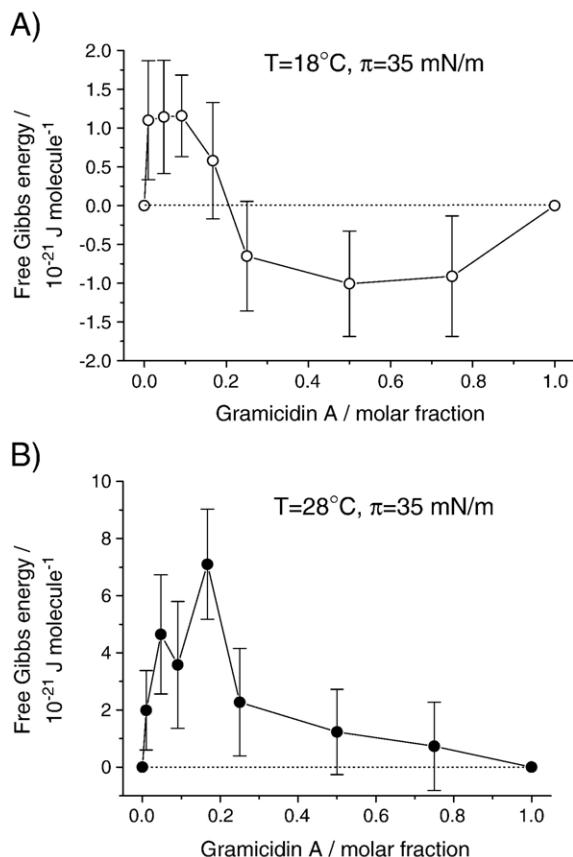 A)
T=18°C, π=35 mN/m
Free Gibbs energy /
10⁻²¹ J molecule⁻¹
2.0
1.5
1.0
0.5
0.0
-0.5
-1.0
-1.5
-2.0
0.0 0.2 0.4 0.6 0.8 1.0
Gramicidin A / molar fraction
B)
T=28°C, π=35 mN/m
Free Gibbs energy /
10⁻²¹ J molecule⁻¹
10
8
6
4
2
0
0.0 0.2 0.4 0.6 0.8 1.0
Gramicidin A / molar fraction